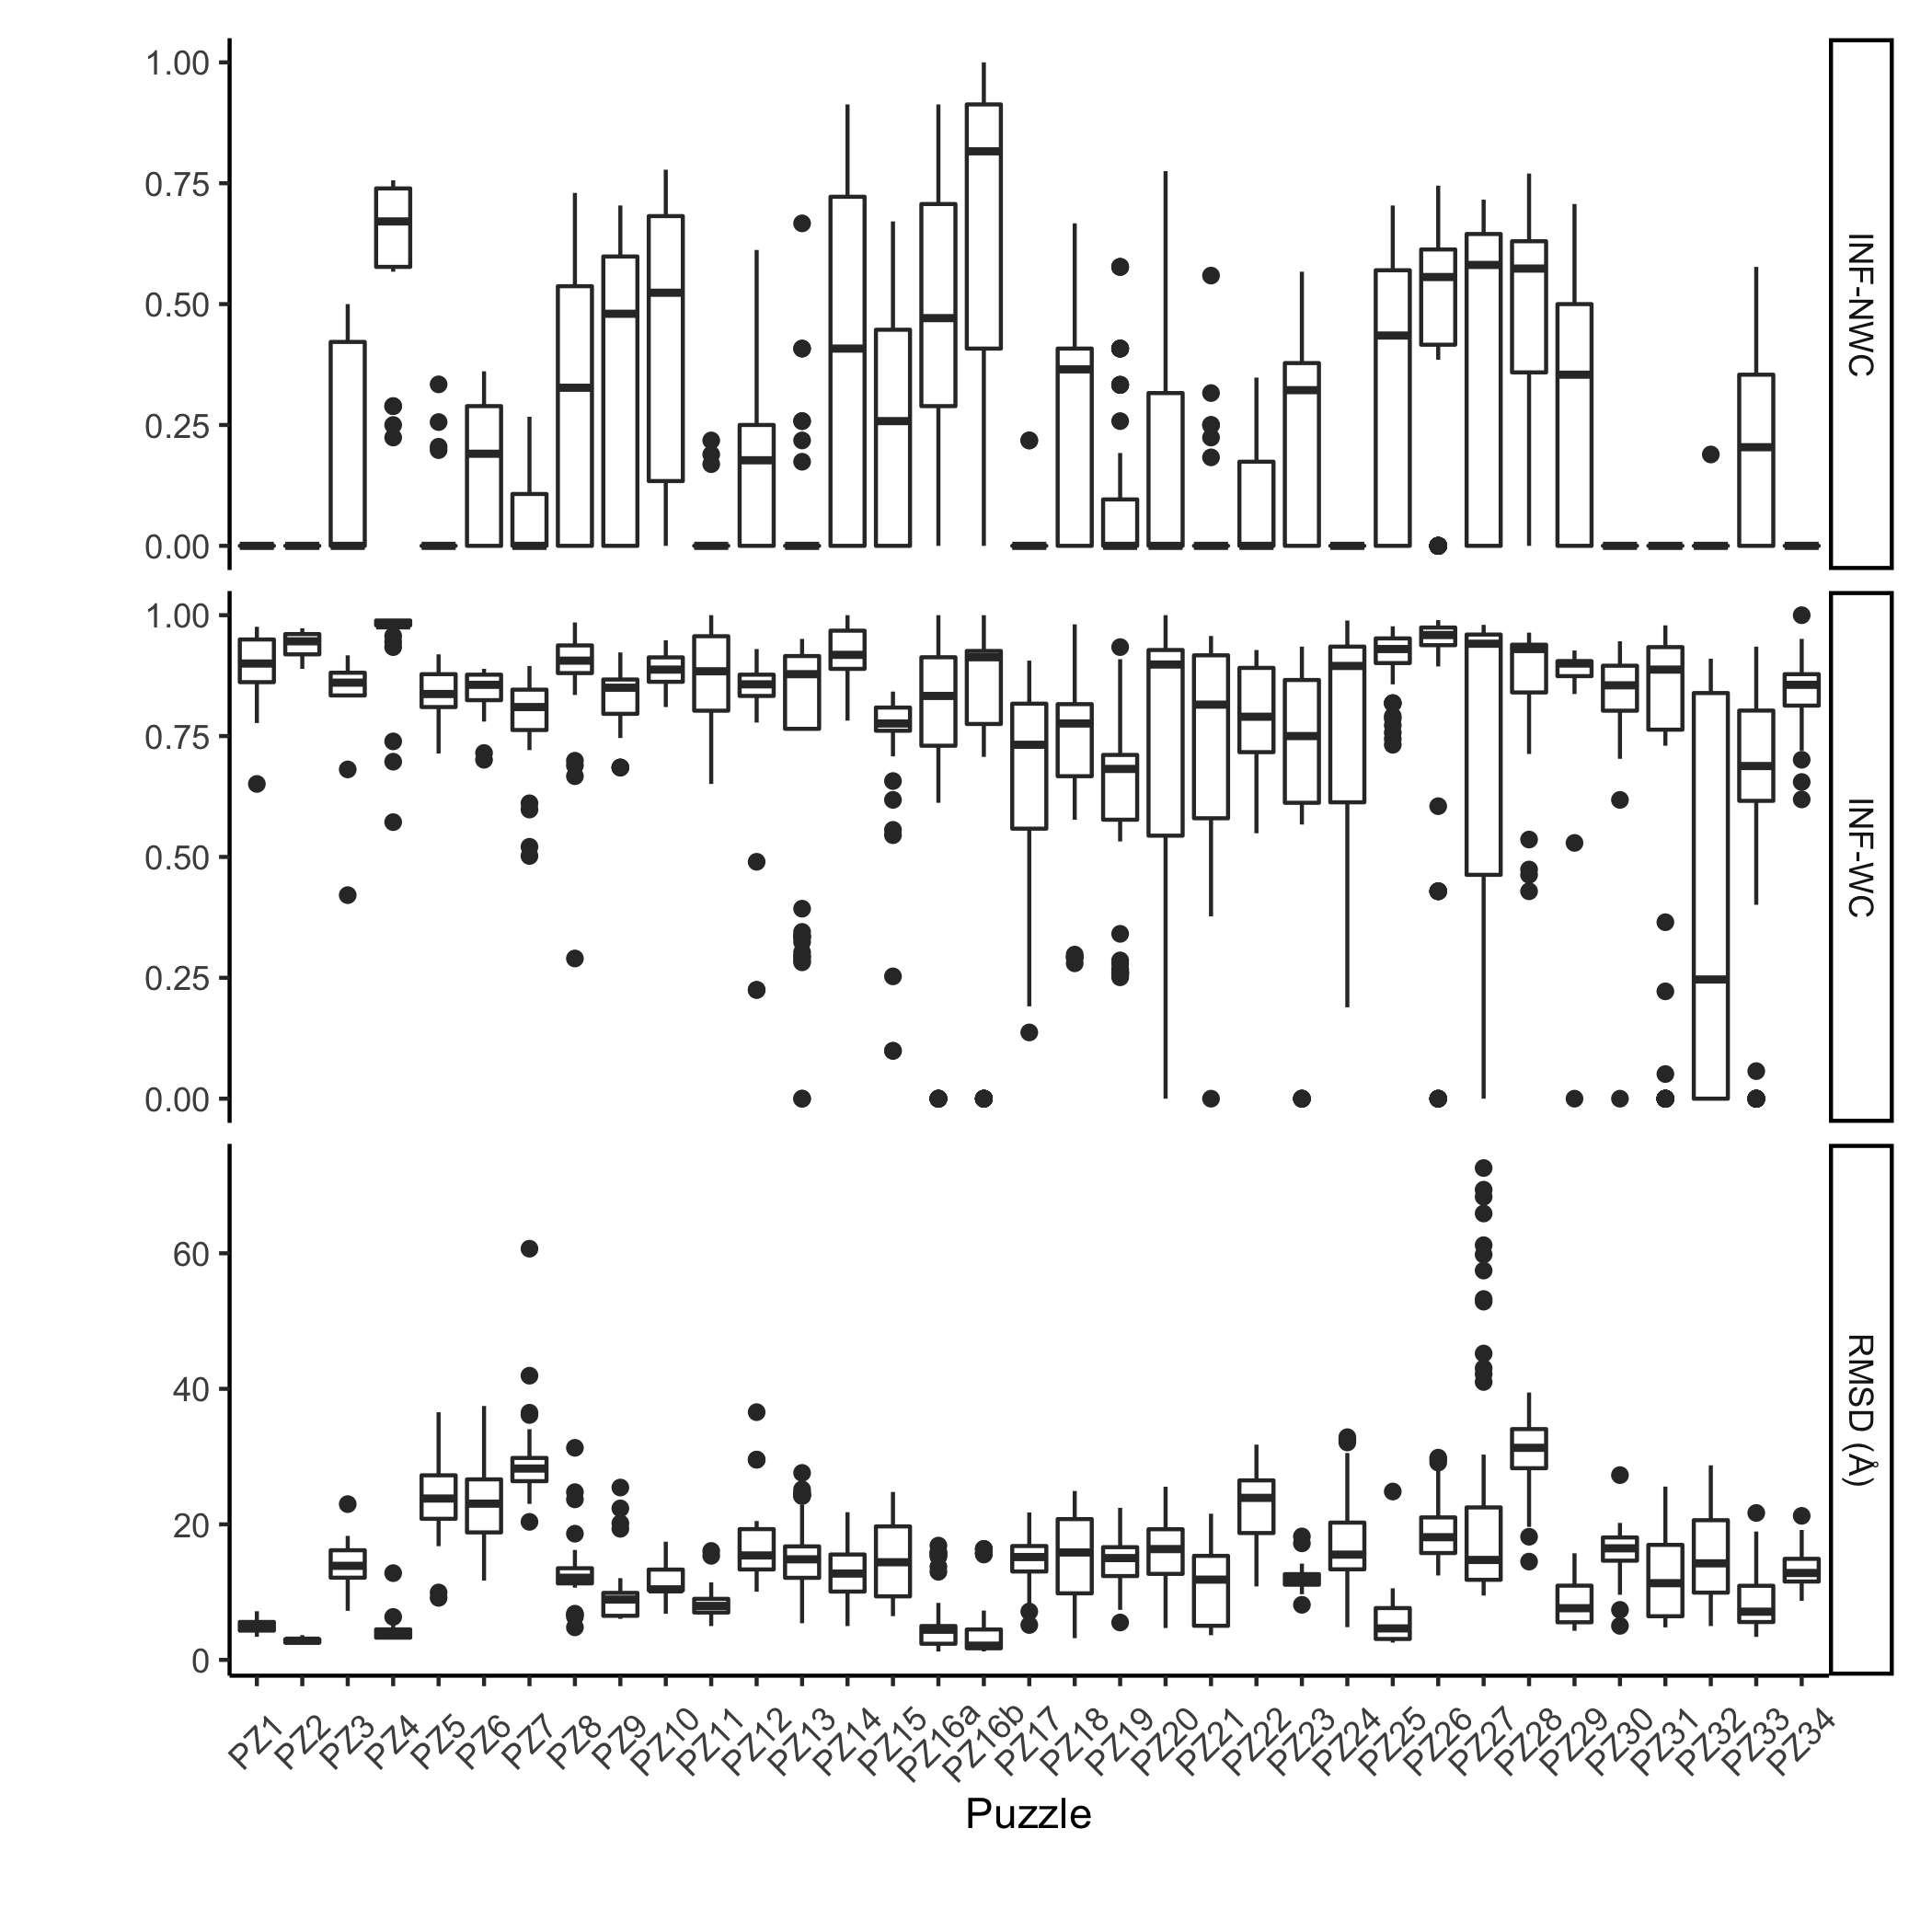 1.00
0.75
0.50
0.25
0.00
INF-NWC
1.00
0.75
0.50
0.25
0.00
INF-WC
60
40
20
0
RMSD (Å)
PZ1 PZ2 PZ3 PZ4 PZ5 PZ6 PZ7 PZ8 PZ9 PZ10 PZ11 PZ12 PZ13 PZ14 PZ15 PZ16a PZ16b PZ17 PZ18 PZ19 PZ20 PZ21 PZ22 PZ23 PZ24 PZ25 PZ26 PZ27 PZ28 PZ29 PZ30 PZ31 PZ32 PZ33 PZ34
Puzzle